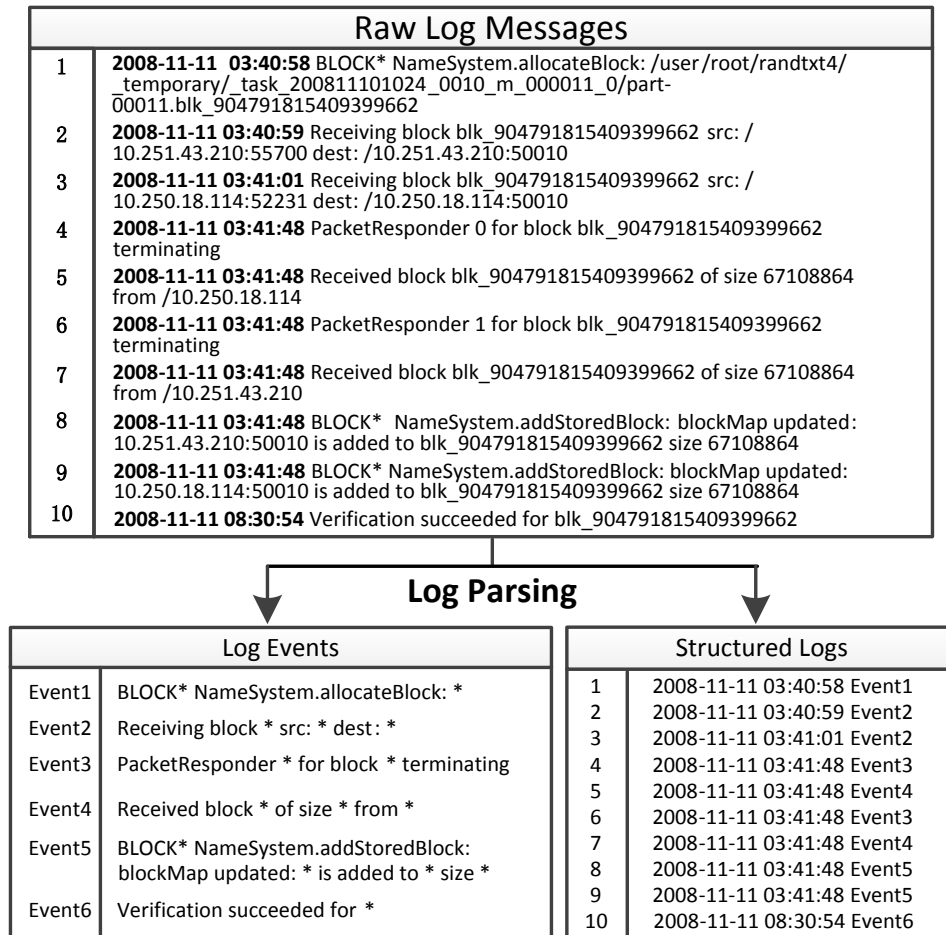 Raw Log Messages
1 2008-11-11 03:40:58 BLOCK* NameSystem.allocateBlock: /user/root/randtxt4/
_temporary/_task_200811101024_0010_m_000011_0/part-
00011.blk_904791815409399662
2 2008-11-11 03:40:59 Receiving block blk_904791815409399662 src: /
10.251.43.210:55700 dest: /10.251.43.210:50010
3 2008-11-11 03:41:01 Receiving block blk_904791815409399662 src: /
10.250.18.114:52231 dest: /10.250.18.114:50010
4 2008-11-11 03:41:48 PacketResponder 0 for block blk_904791815409399662
terminating
5 2008-11-11 03:41:48 Received block blk_904791815409399662 of size 67108864
from /10.250.18.114
6 2008-11-11 03:41:48 PacketResponder 1 for block blk_904791815409399662
terminating
7 2008-11-11 03:41:48 Received block blk_904791815409399662 of size 67108864
from /10.251.43.210
8 2008-11-11 03:41:48 BLOCK* NameSystem.addStoredBlock: blockMap updated:
10.251.43.210:50010 is added to blk_904791815409399662 size 67108864
9 2008-11-11 03:41:48 BLOCK* NameSystem.addStoredBlock: blockMap updated:
10.250.18.114:50010 is added to blk_904791815409399662 size 67108864
10 2008-11-11 08:30:54 Verification succeeded for blk_904791815409399662
Log Parsing
Log Events
Event1 BLOCK* NameSystem.allocateBlock: *
Event2 Receiving block * src: * dest: *
Event3 PacketResponder * for block * terminating
Event4 Received block * of size * from *
Event5 BLOCK* NameSystem.addStoredBlock:
blockMap updated: * is added to * size *
Event6 Verification succeeded for *
Structured Logs
1 2008-11-11 03:40:58 Event1
2 2008-11-11 03:40:59 Event2
3 2008-11-11 03:41:01 Event2
4 2008-11-11 03:41:48 Event3
5 2008-11-11 03:41:48 Event4
6 2008-11-11 03:41:48 Event3
7 2008-11-11 03:41:48 Event4
8 2008-11-11 03:41:48 Event5
9 2008-11-11 03:41:48 Event5
10 2008-11-11 08:30:54 Event6